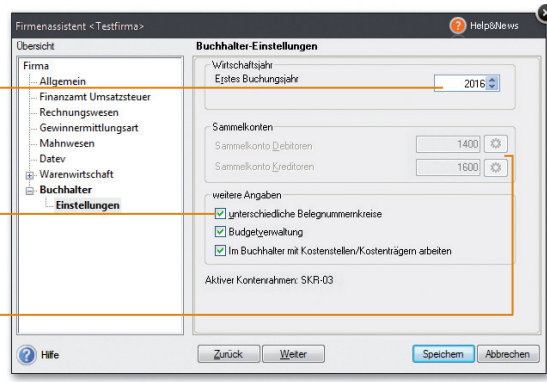 Firmenassistent <Testfirma>
? Help&News
Übersicht
Firma
Allgemein
Finanzamt Umsatzsteuer
Rechnungswesen
Gewinnermittlungsart
Mahnwesen
Datev
Warenwirtschaft
Buchhalter
Einstellungen
Buchhalter-Einstellungen
Wirtschaftsjahr
Erstes Buchungsjahr 2016
Sammelkonten
Sammelkonto Debitoren 1400
Sammelkonto Kreditoren 1600
weitere Angaben
unterschiedliche Belegnummernkreise
Budgetverwaltung
Im Buchhalter mit Kostenstellen/Kostenträgern arbeiten
Aktiver Kontenrahmen: SKR-03
? Hilfe
Zurück Weiter Speichern Abbrechen